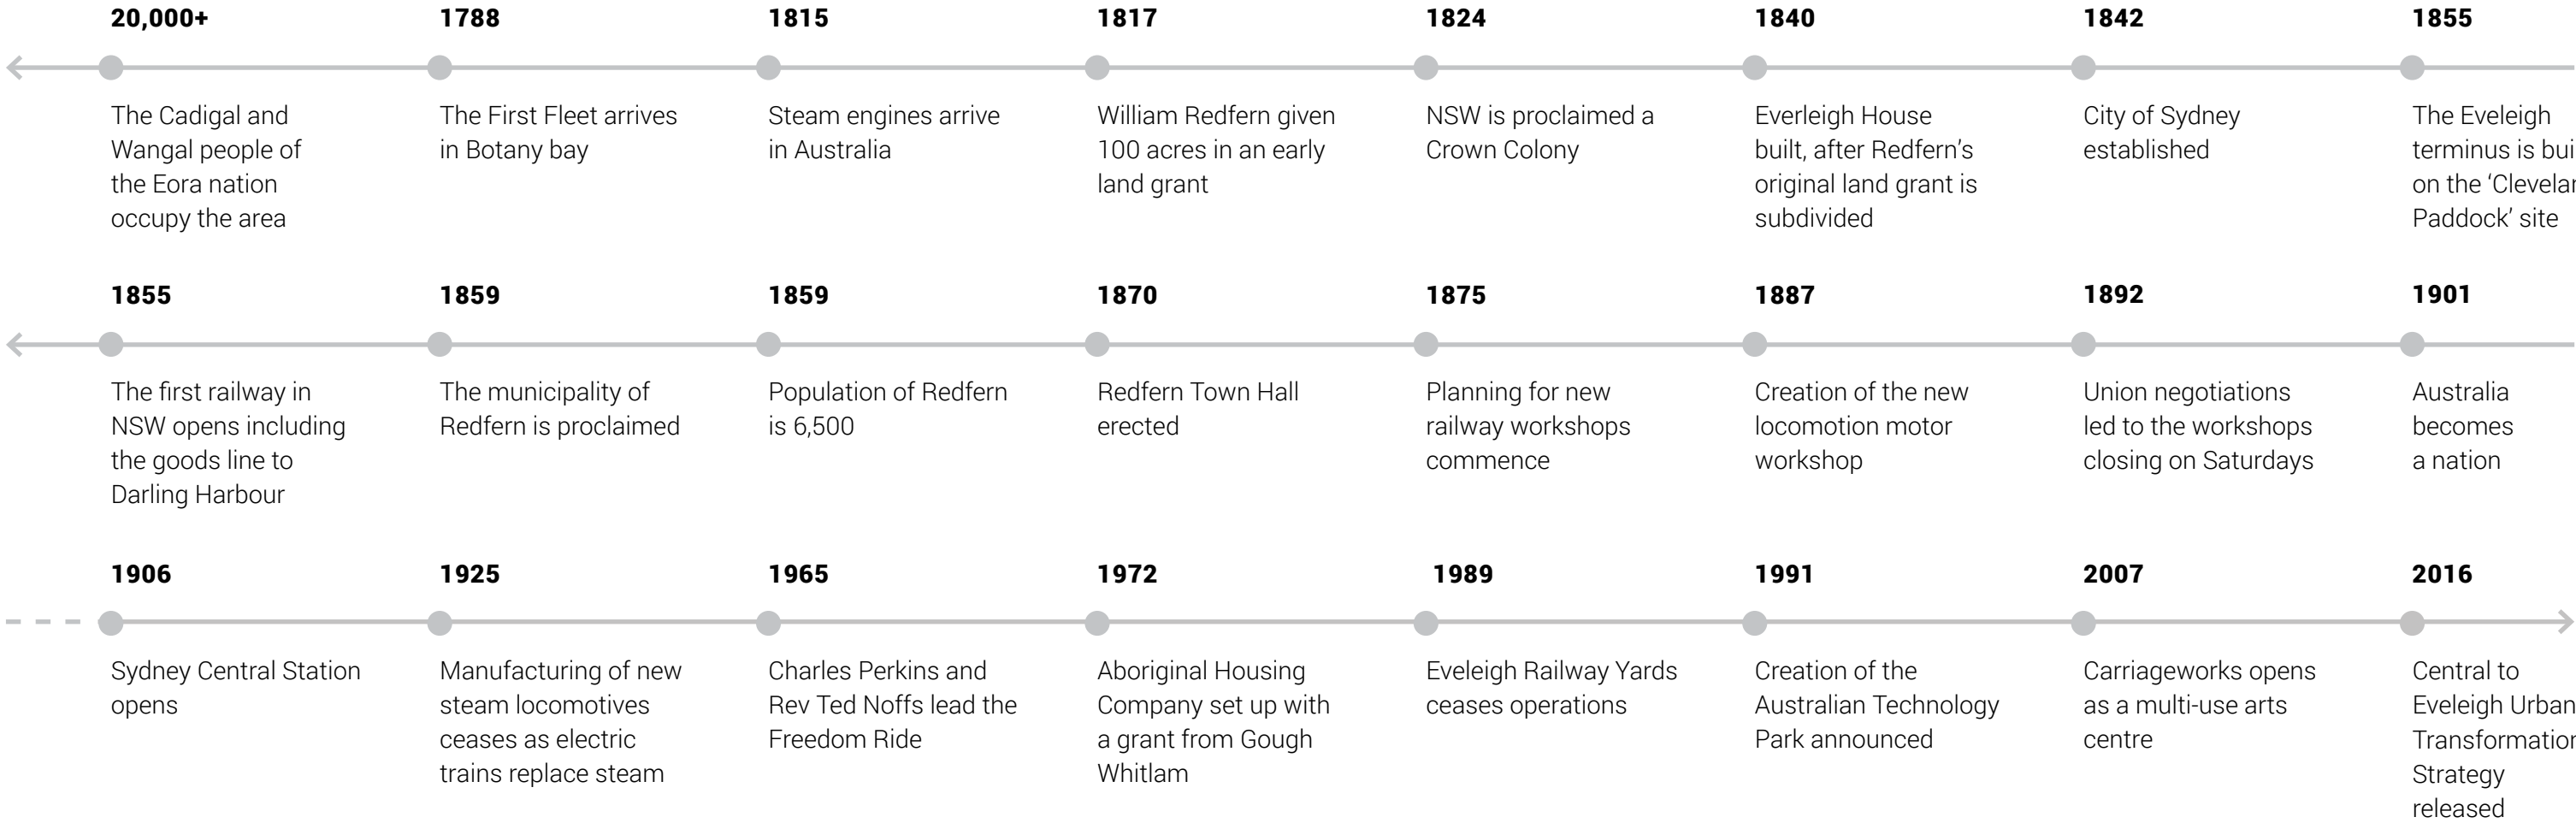 20,000+
The Cadigal and
Wangal people of
the Eora nation
occupy the area
1788
The First Fleet arrives
in Botany bay
1815
Steam engines arrive
in Australia
1817
William Redfern given
100 acres in an early
land grant
1824
NSW is proclaimed a
Crown Colony
1840
Everleigh House
built, after Redfern’s
original land grant is
subdivided
1842
City of Sydney
established
1855
The Eveleigh
terminus is
on the
Paddock’ site
1855
The first railway in
NSW opens including
the goods line to
Darling Harbour
1859
The municipality of
Redfern is proclaimed
1859
Population of Redfern
is 6,500
1870
Redfern Town Hall
erected
1875
Planning for new
railway workshops
commence
1887
Creation of the new
locomotion motor
workshop
1892
Union negotiations
led to the workshops
closing on Saturdays
1901
Australia
becomes
a nation
1906
Sydney Central Station
opens
1925
Manufacturing of new
steam locomotives
ceases as electric
trains replace steam
1965
Charles Perkins and
Rev Ted Noffs lead the
Freedom Ride
1972
Aboriginal Housing
Company set up with
a grant from Gough
Whitlam
1989
Eveleigh Railway Yards
ceases operations
1991
Creation of the
Australian Technology
Park announced
2007
Carriageworks opens
as a multi-use arts
centre
2016
Central to
Eveleigh Urban
Transformation
Strategy
released